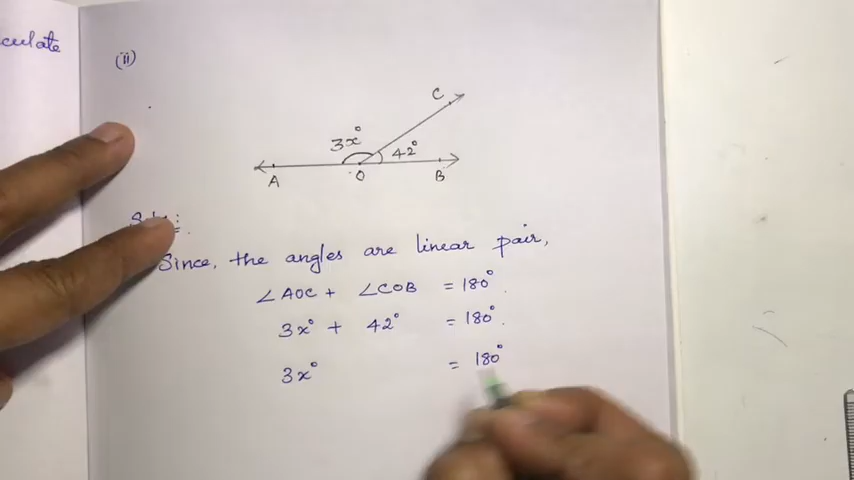 culate
(ii)
C
3x°
42°
A
O
B
Since, the angles are linear pair,
∠AOC + ∠COB = 180°.
3x° + 42° = 180°.
3x° = 180°